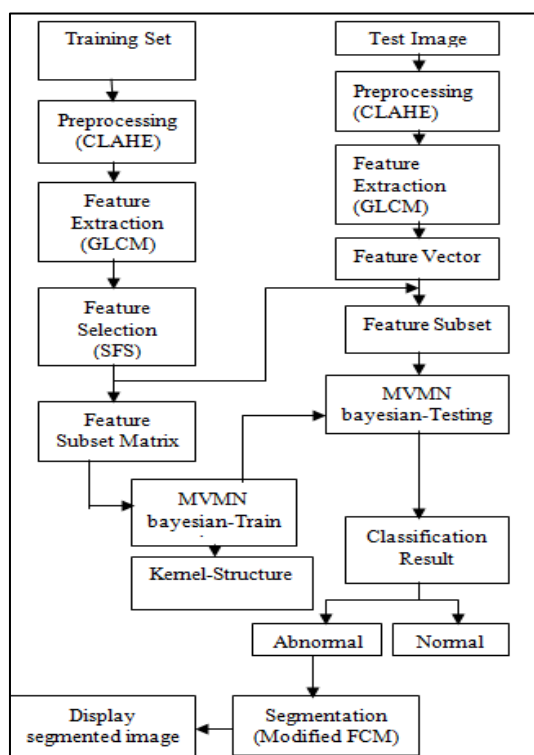 Training Set
Preprocessing
(CLAHE)
Feature
Extraction
(GLCM)
Feature
Selection
(SFS)
Feature
Subset Matrix
MVMN
bayesian-Train
Kernel-Structure
Test Image
Preprocessing
(CLAHE)
Feature
Extraction
(GLCM)
Feature Vector
Feature Subset
MVMN
bayesian-Testing
Classification
Result
Abnormal
Normal
Segmentation
(Modified FCM)
Display
segmented image